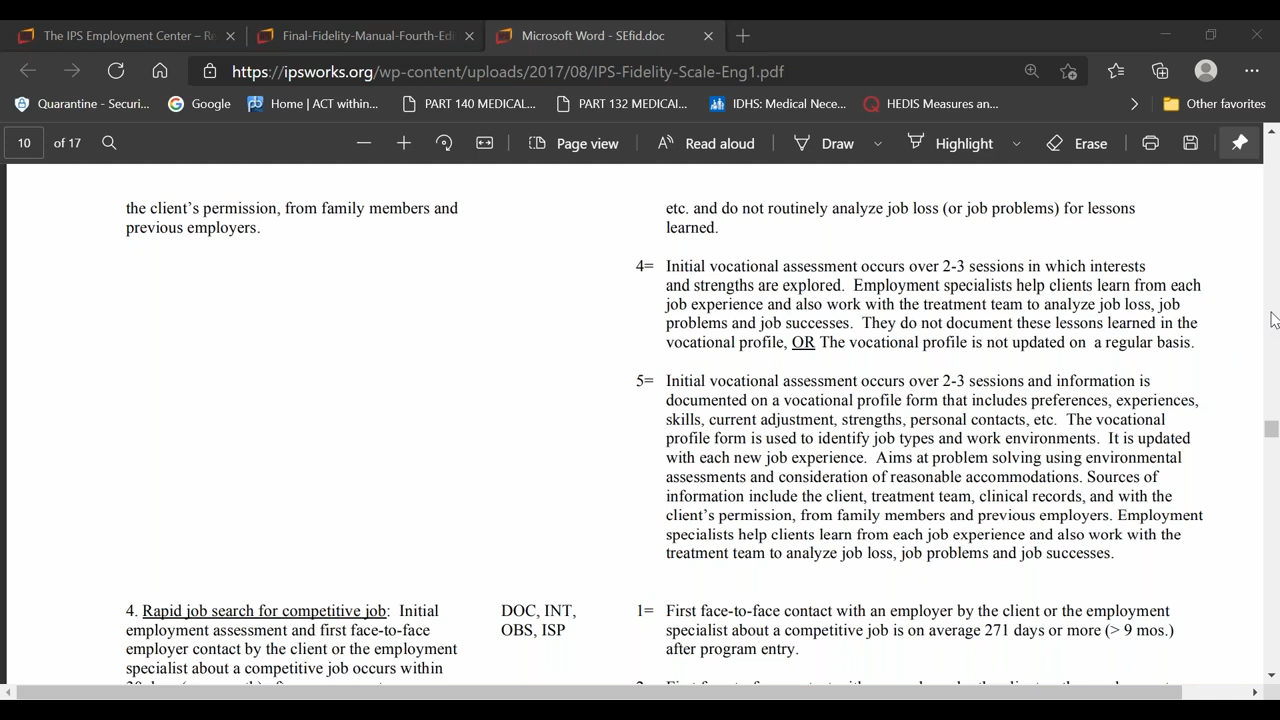 The IPS Employment Center – Re
Final-Fidelity-Manual-Fourth-Edi
Microsoft Word - SEfid.doc
https://ipsworks.org/wp-content/uploads/2017/08/IPS-Fidelity-Scale-Eng1.pdf
Quarantine - Securi...
Google
Home | ACT within...
PART 140 MEDICAL...
PART 132 MEDICAI...
IDHS: Medical Nece...
HEDIS Measures an...
Other favorites
10 of 17
Page view
Read aloud
Draw
Highlight
Erase
the client's permission, from family members and
previous employers.
etc. and do not routinely analyze job loss (or job problems) for lessons
learned.
4= Initial vocational assessment occurs over 2-3 sessions in which interests
and strengths are explored. Employment specialists help clients learn from each
job experience and also work with the treatment team to analyze job loss, job
problems and job successes. They do not document these lessons learned in the
vocational profile, OR The vocational profile is not updated on a regular basis.
5= Initial vocational assessment occurs over 2-3 sessions and information is
documented on a vocational profile form that includes preferences, experiences,
skills, current adjustment, strengths, personal contacts, etc. The vocational
profile form is used to identify job types and work environments. It is updated
with each new job experience. Aims at problem solving using environmental
assessments and consideration of reasonable accommodations. Sources of
information include the client, treatment team, clinical records, and with the
client's permission, from family members and previous employers. Employment
specialists help clients learn from each job experience and also work with the
treatment team to analyze job loss, job problems and job successes.
4. Rapid job search for competitive job: Initial
employment assessment and first face-to-face
employer contact by the client or the employment
specialist about a competitive job occurs within
DOC, INT,
OBS, ISP
1= First face-to-face contact with an employer by the client or the employment
specialist about a competitive job is on average 271 days or more (> 9 mos.)
after program entry.